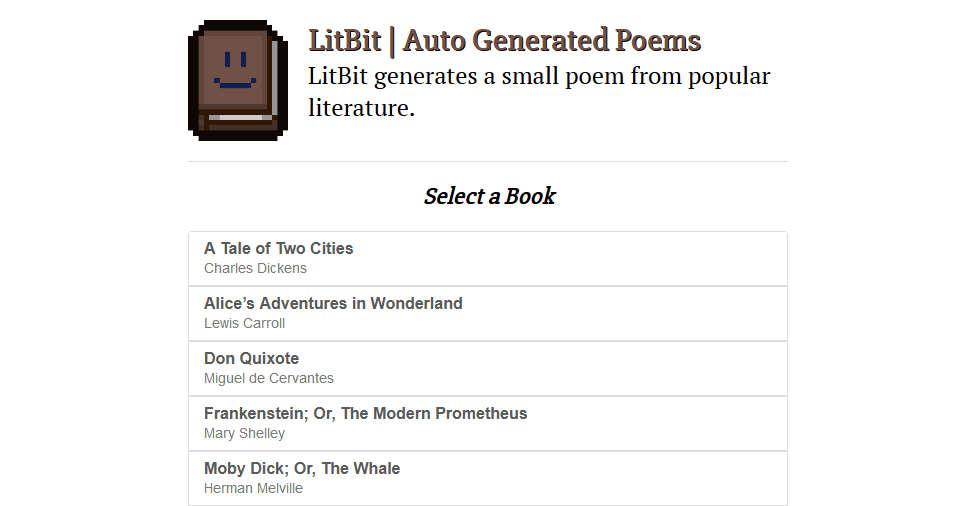 LitBit | Auto Generated Poems
LitBit generates a small poem from popular
literature.
Select a Book
A Tale of Two Cities
Charles Dickens
Alice’s Adventures in Wonderland
Lewis Carroll
Don Quixote
Miguel de Cervantes
Frankenstein; Or, The Modern Prometheus
Mary Shelley
Moby Dick; Or, The Whale
Herman Melville